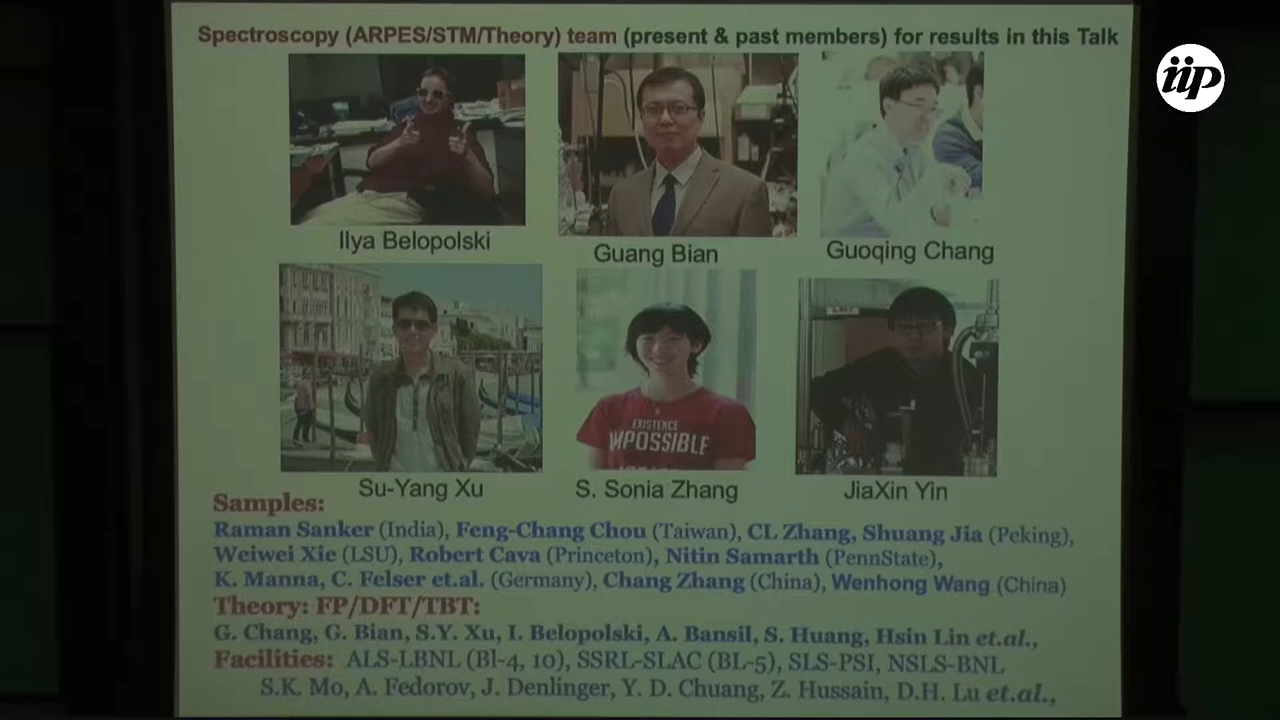 Spectroscopy (ARPES/STM/Theory) team (present & past members) for results in this Talk
iip
Ilya Belopolski
Guang Bian
Guoqing Chang
EXISTENCE
IMPOSSIBLE
Su-Yang Xu
S. Sonia Zhang
JiaXin Yin
Samples:
Raman Sanker (India), Feng-Chang Chou (Taiwan), CL Zhang, Shuang Jia (Peking),
Weiwei Xie (LSU), Robert Cava (Princeton), Nitin Samarth (PennState),
K. Manna, C. Felser et.al. (Germany), Chang Zhang (China), Wenhong Wang (China)
Theory: FP/DFT/TBT:
G. Chang, G. Bian, S.Y. Xu, I. Belopolski, A. Bansil, S. Huang, Hsin Lin et.al.,
Facilities: ALS-LBNL (Bl-4, 10), SSRL-SLAC (BL-5), SLS-PSI, NSLS-BNL
S.K. Mo, A. Fedorov, J. Denlinger, Y. D. Chuang, Z. Hussain, D.H. Lu et.al.,